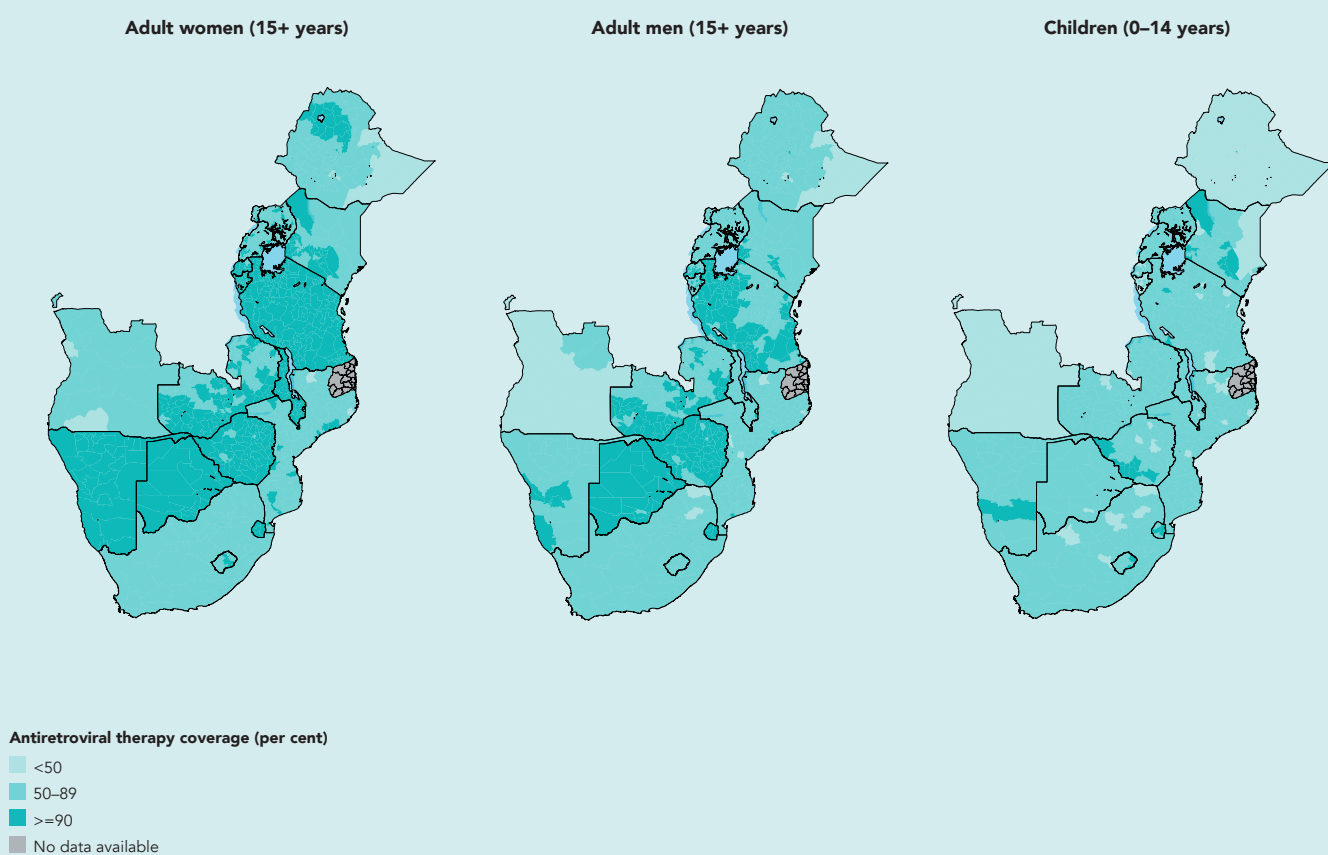 Adult women (15+ years)
Adult men (15+ years)
Children (0–14 years)
Antiretroviral therapy coverage (per cent)
<50
50–89
>=90
No data available